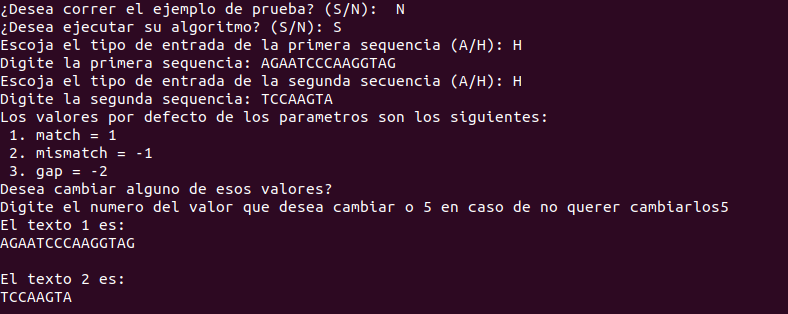 ¿Desea correr el ejemplo de prueba? (S/N):  N
¿Desea ejecutar su algoritmo? (S/N): S
Escoja el tipo de entrada de la primera sequencia (A/H): H
Digite la primera sequencia: AGAATCCCAAGGTAG
Escoja el tipo de entrada de la segunda secuencia (A/H): H
Digite la segunda sequencia: TCCAAGTA
Los valores por defecto de los parametros son los siguientes:
 1. match = 1
 2. mismatch = -1
 3. gap = -2
Desea cambiar alguno de esos valores?
Digite el numero del valor que desea cambiar o 5 en caso de no querer cambiarlos5
El texto 1 es:
AGAATCCCAAGGTAG

El texto 2 es:
TCCAAGTA